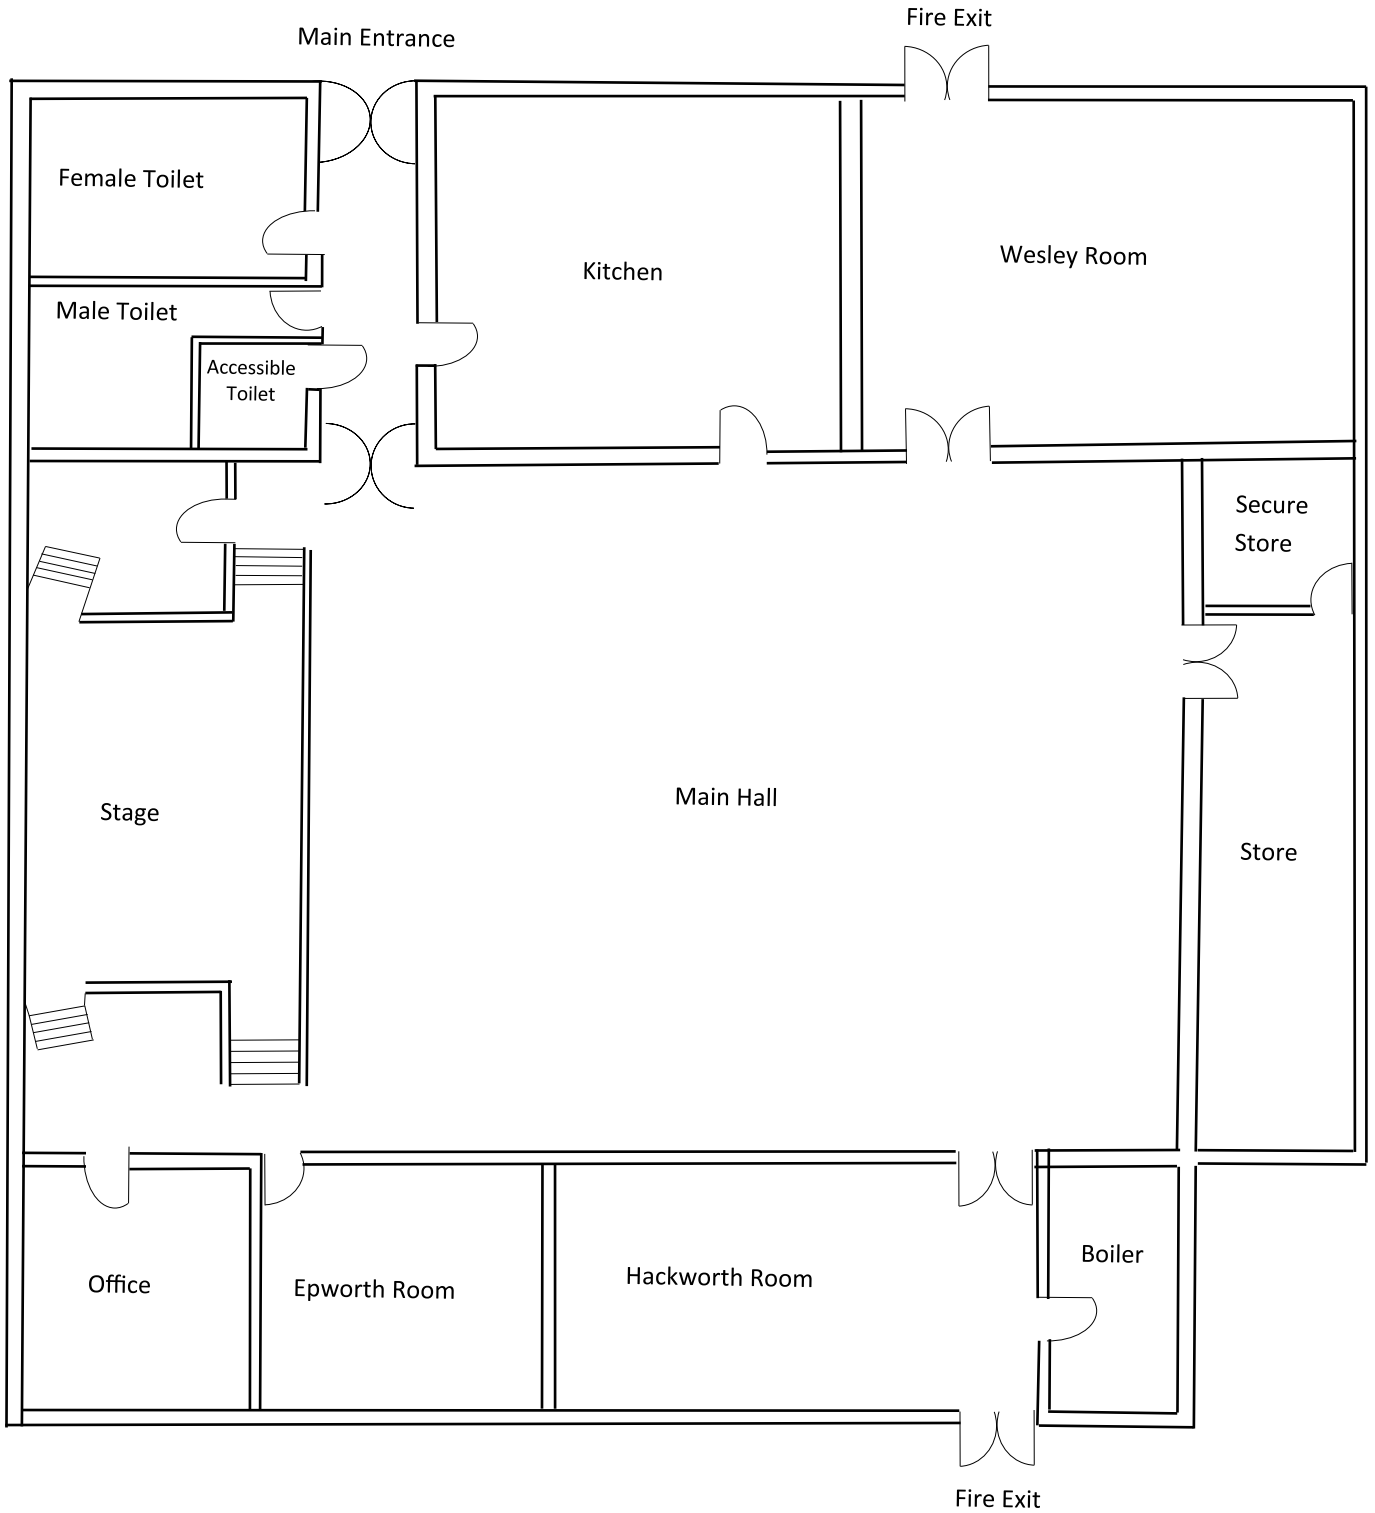 Fire Exit
Main Entrance
Female Toilet
Kitchen
Wesley Room
Male Toilet
Accessible
Toilet
Secure
Store
Stage
Main Hall
Store
Office
Epworth Room
Hackworth Room
Boiler
Fire Exit